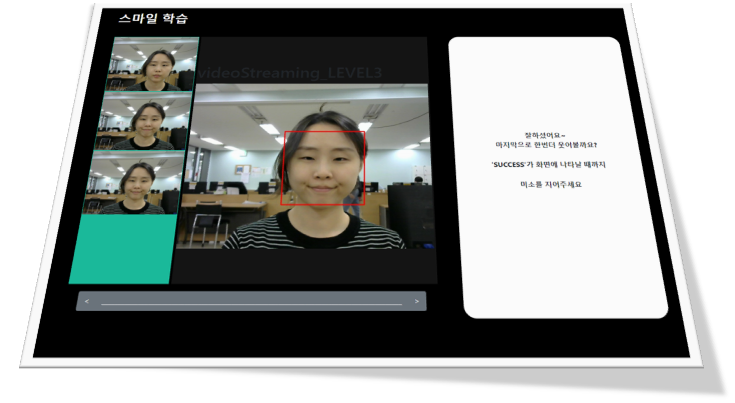 스마일 학습
videoStreaming_LEVEL3
잘하셨어요~
마지막으로 한번더 웃어볼까요?
'SUCCESS'가 화면에 나타날 때까지
미소를 지어주세요
<
>